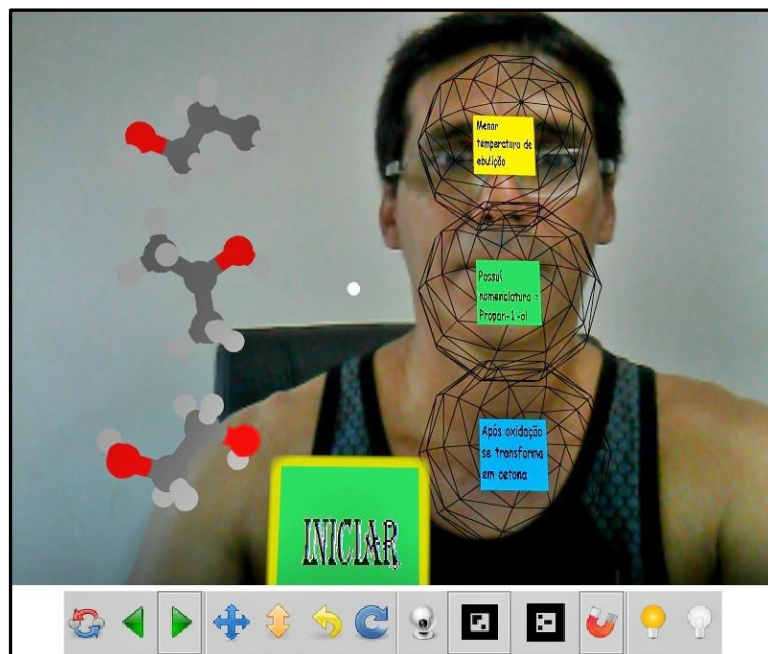 Menor
temperatura de
ebulição
Possui
nomenclatura =
Propan-1-ol
Após oxidação
se transforma
em cetona
INICIAR